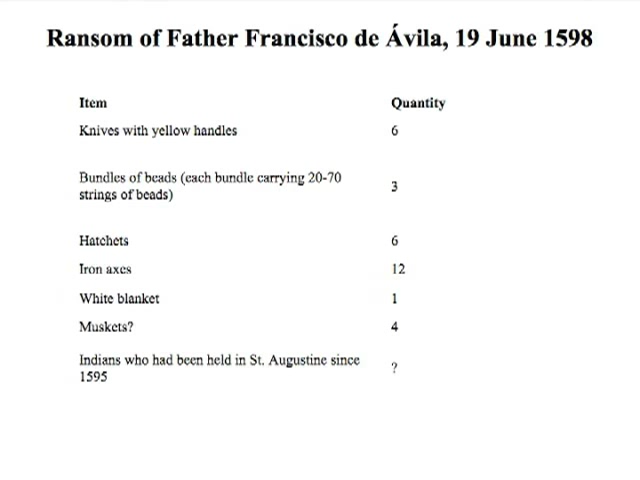 Ransom of Father Francisco de Ávila, 19 June 1598
Item Quantity
Knives with yellow handles 6
Bundles of beads (each bundle carrying 20-70
strings of beads) 3
Hatchets 6
Iron axes 12
White blanket 1
Muskets? 4
Indians who had been held in St. Augustine since
1595 ?